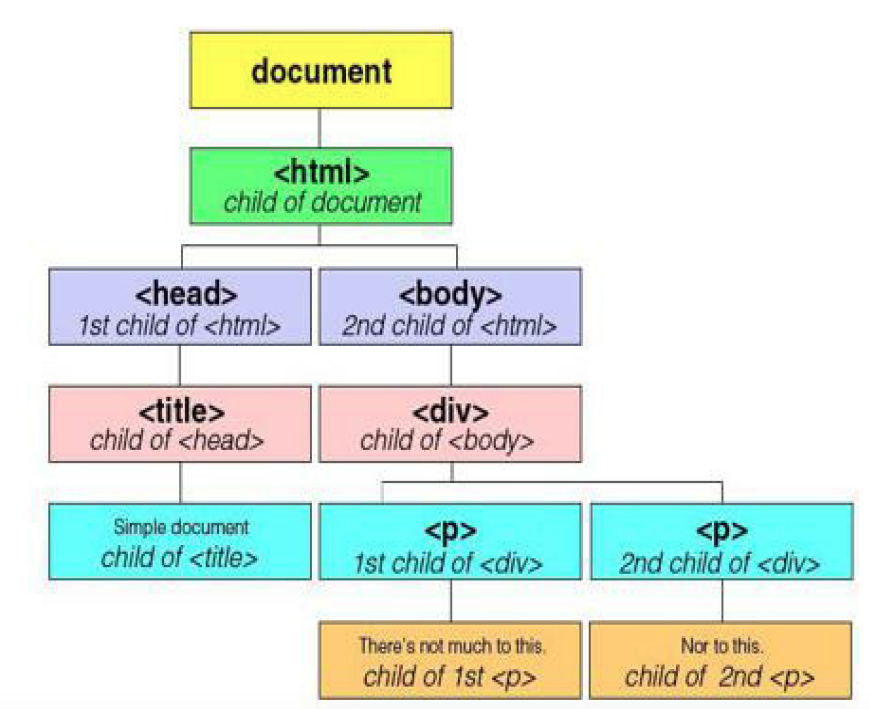 document
<html>
child of document
<head>
1st child of <html>
<body>
2nd child of <html>
<title>
child of <head>
<div>
child of <body>
Simple document
child of <title>
<p>
1st child of <div>
<p>
2nd child of <div>
There's not much to this.
child of 1st <p>
Nor to this.
child of 2nd <p>